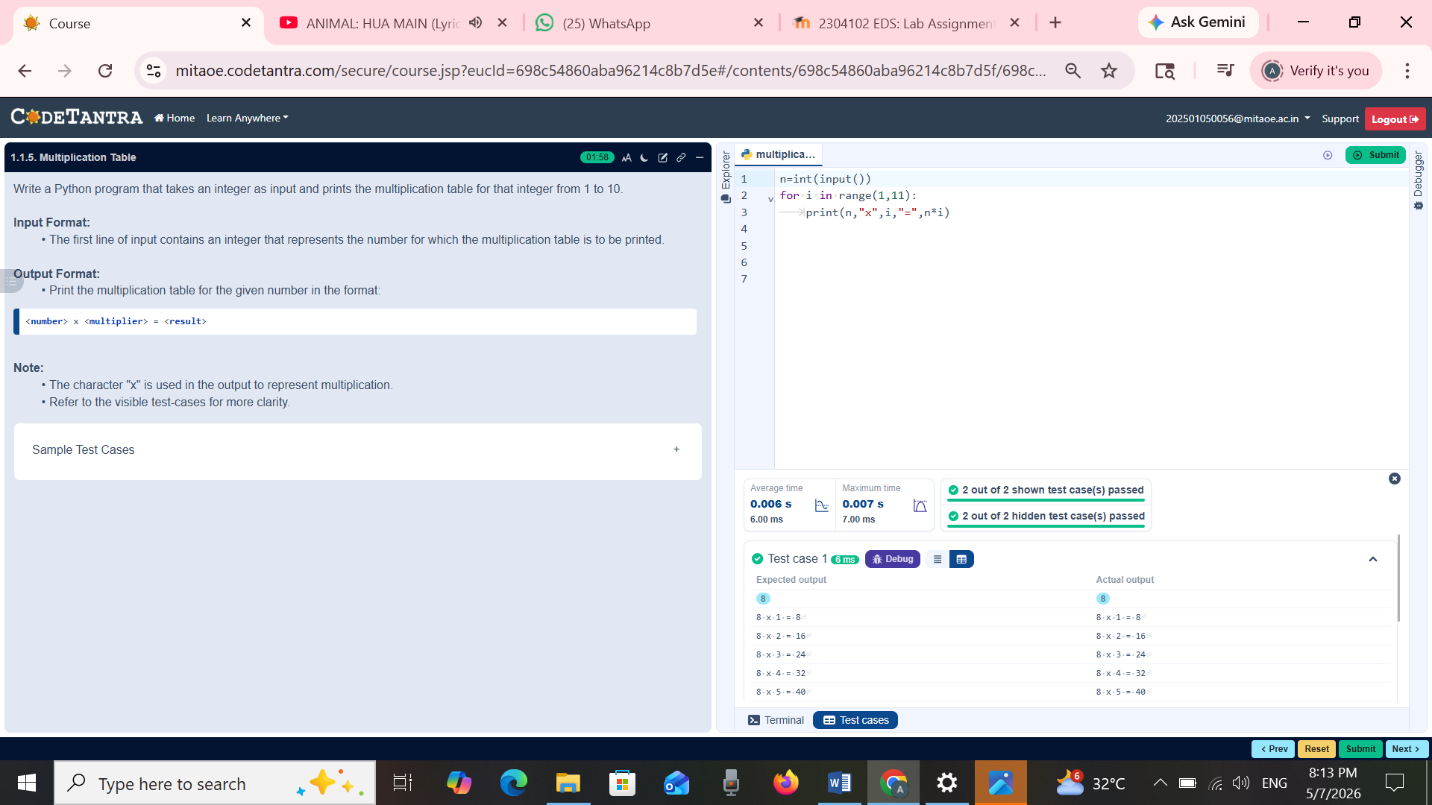 Course
ANIMAL: HUA MAIN (Lyric
(25) WhatsApp
2304102 EDS: Lab Assignment
Ask Gemini
mitaoe.codetantra.com/secure/course.jsp?eucId=698c54860aba96214c8b7d5e#/contents/698c54860aba96214c8b7d5f/698c...
A
Verify it's you
CODETANTRA
Home
Learn Anywhere
202501050056@mitaoe.ac.in
Support
Logout
1.1.5. Multiplication Table
01:58
AA
Write a Python program that takes an integer as input and prints the multiplication table for that integer from 1 to 10.
Input Format:
• The first line of input contains an integer that represents the number for which the multiplication table is to be printed.
Output Format:
• Print the multiplication table for the given number in the format:
<number> x <multiplier> = <result>
Note:
• The character "x" is used in the output to represent multiplication.
• Refer to the visible test-cases for more clarity.
Sample Test Cases
+
Explorer
multiplica...
Submit
Debugger
1 n=int(input())
2 for i in range(1,11):
3 print(n,"x",i,"=",n*i)
4
5
6
7
Average time
0.006 s
6.00 ms
Maximum time
0.007 s
7.00 ms
2 out of 2 shown test case(s) passed
2 out of 2 hidden test case(s) passed
Test case 1
6 ms
Debug
Expected output
Actual output
8
8
8·x·1·=·8
8·x·1·=·8
8·x·2·=·16
8·x·2·=·16
8·x·3·=·24
8·x·3·=·24
8·x·4·=·32
8·x·4·=·32
8·x·5·=·40
8·x·5·=·40
Terminal
Test cases
< Prev
Reset
Submit
Next >
Type here to search
W
A
6
32°C
ENG
8:13 PM
5/7/2026